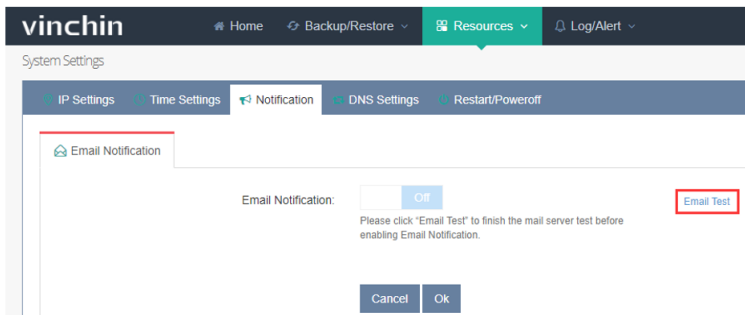 vinchin
Home Backup/Restore Resources Log/Alert
System Settings
IP Settings Time Settings Notification DNS Settings Restart/Poweroff
Email Notification
Email Notification: Off Email Test
Please click "Email Test" to finish the mail server test before
enabling Email Notification.
Cancel Ok